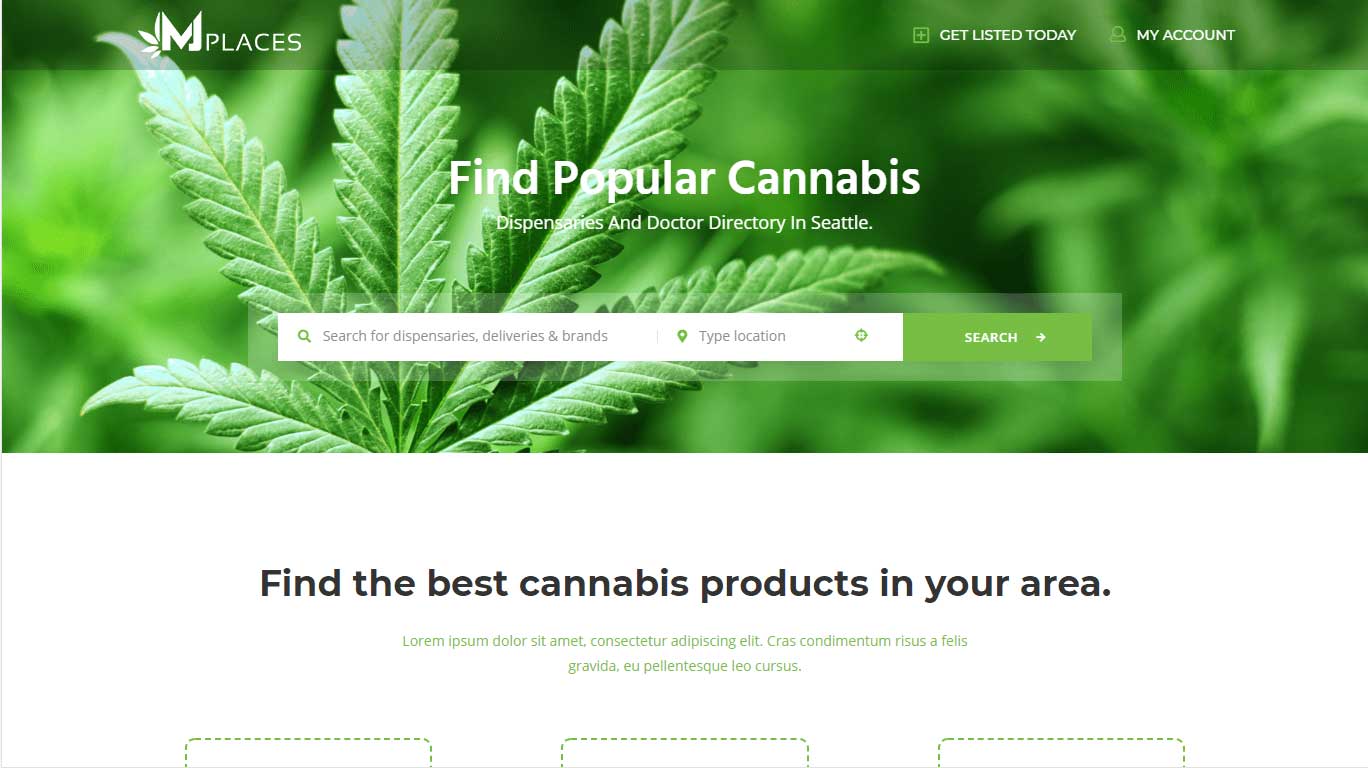 MJ PLACES
GET LISTED TODAY
MY ACCOUNT
Find Popular Cannabis
Dispensaries And Doctor Directory In Seattle.
Search for dispensaries, deliveries & brands
Type location
SEARCH
Find the best cannabis products in your area.
Lorem ipsum dolor sit amet, consectetur adipiscing elit. Cras condimentum risus a felis
gravida, eu pellentesque leo cursus.